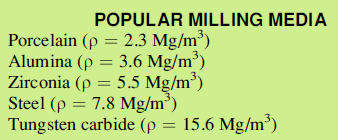 POPULAR MILLING MEDIA
Porcelain (ρ = 2.3 Mg/m³)
Alumina (ρ = 3.6 Mg/m³)
Zirconia (ρ = 5.5 Mg/m³)
Steel (ρ = 7.8 Mg/m³)
Tungsten carbide (ρ = 15.6 Mg/m³)